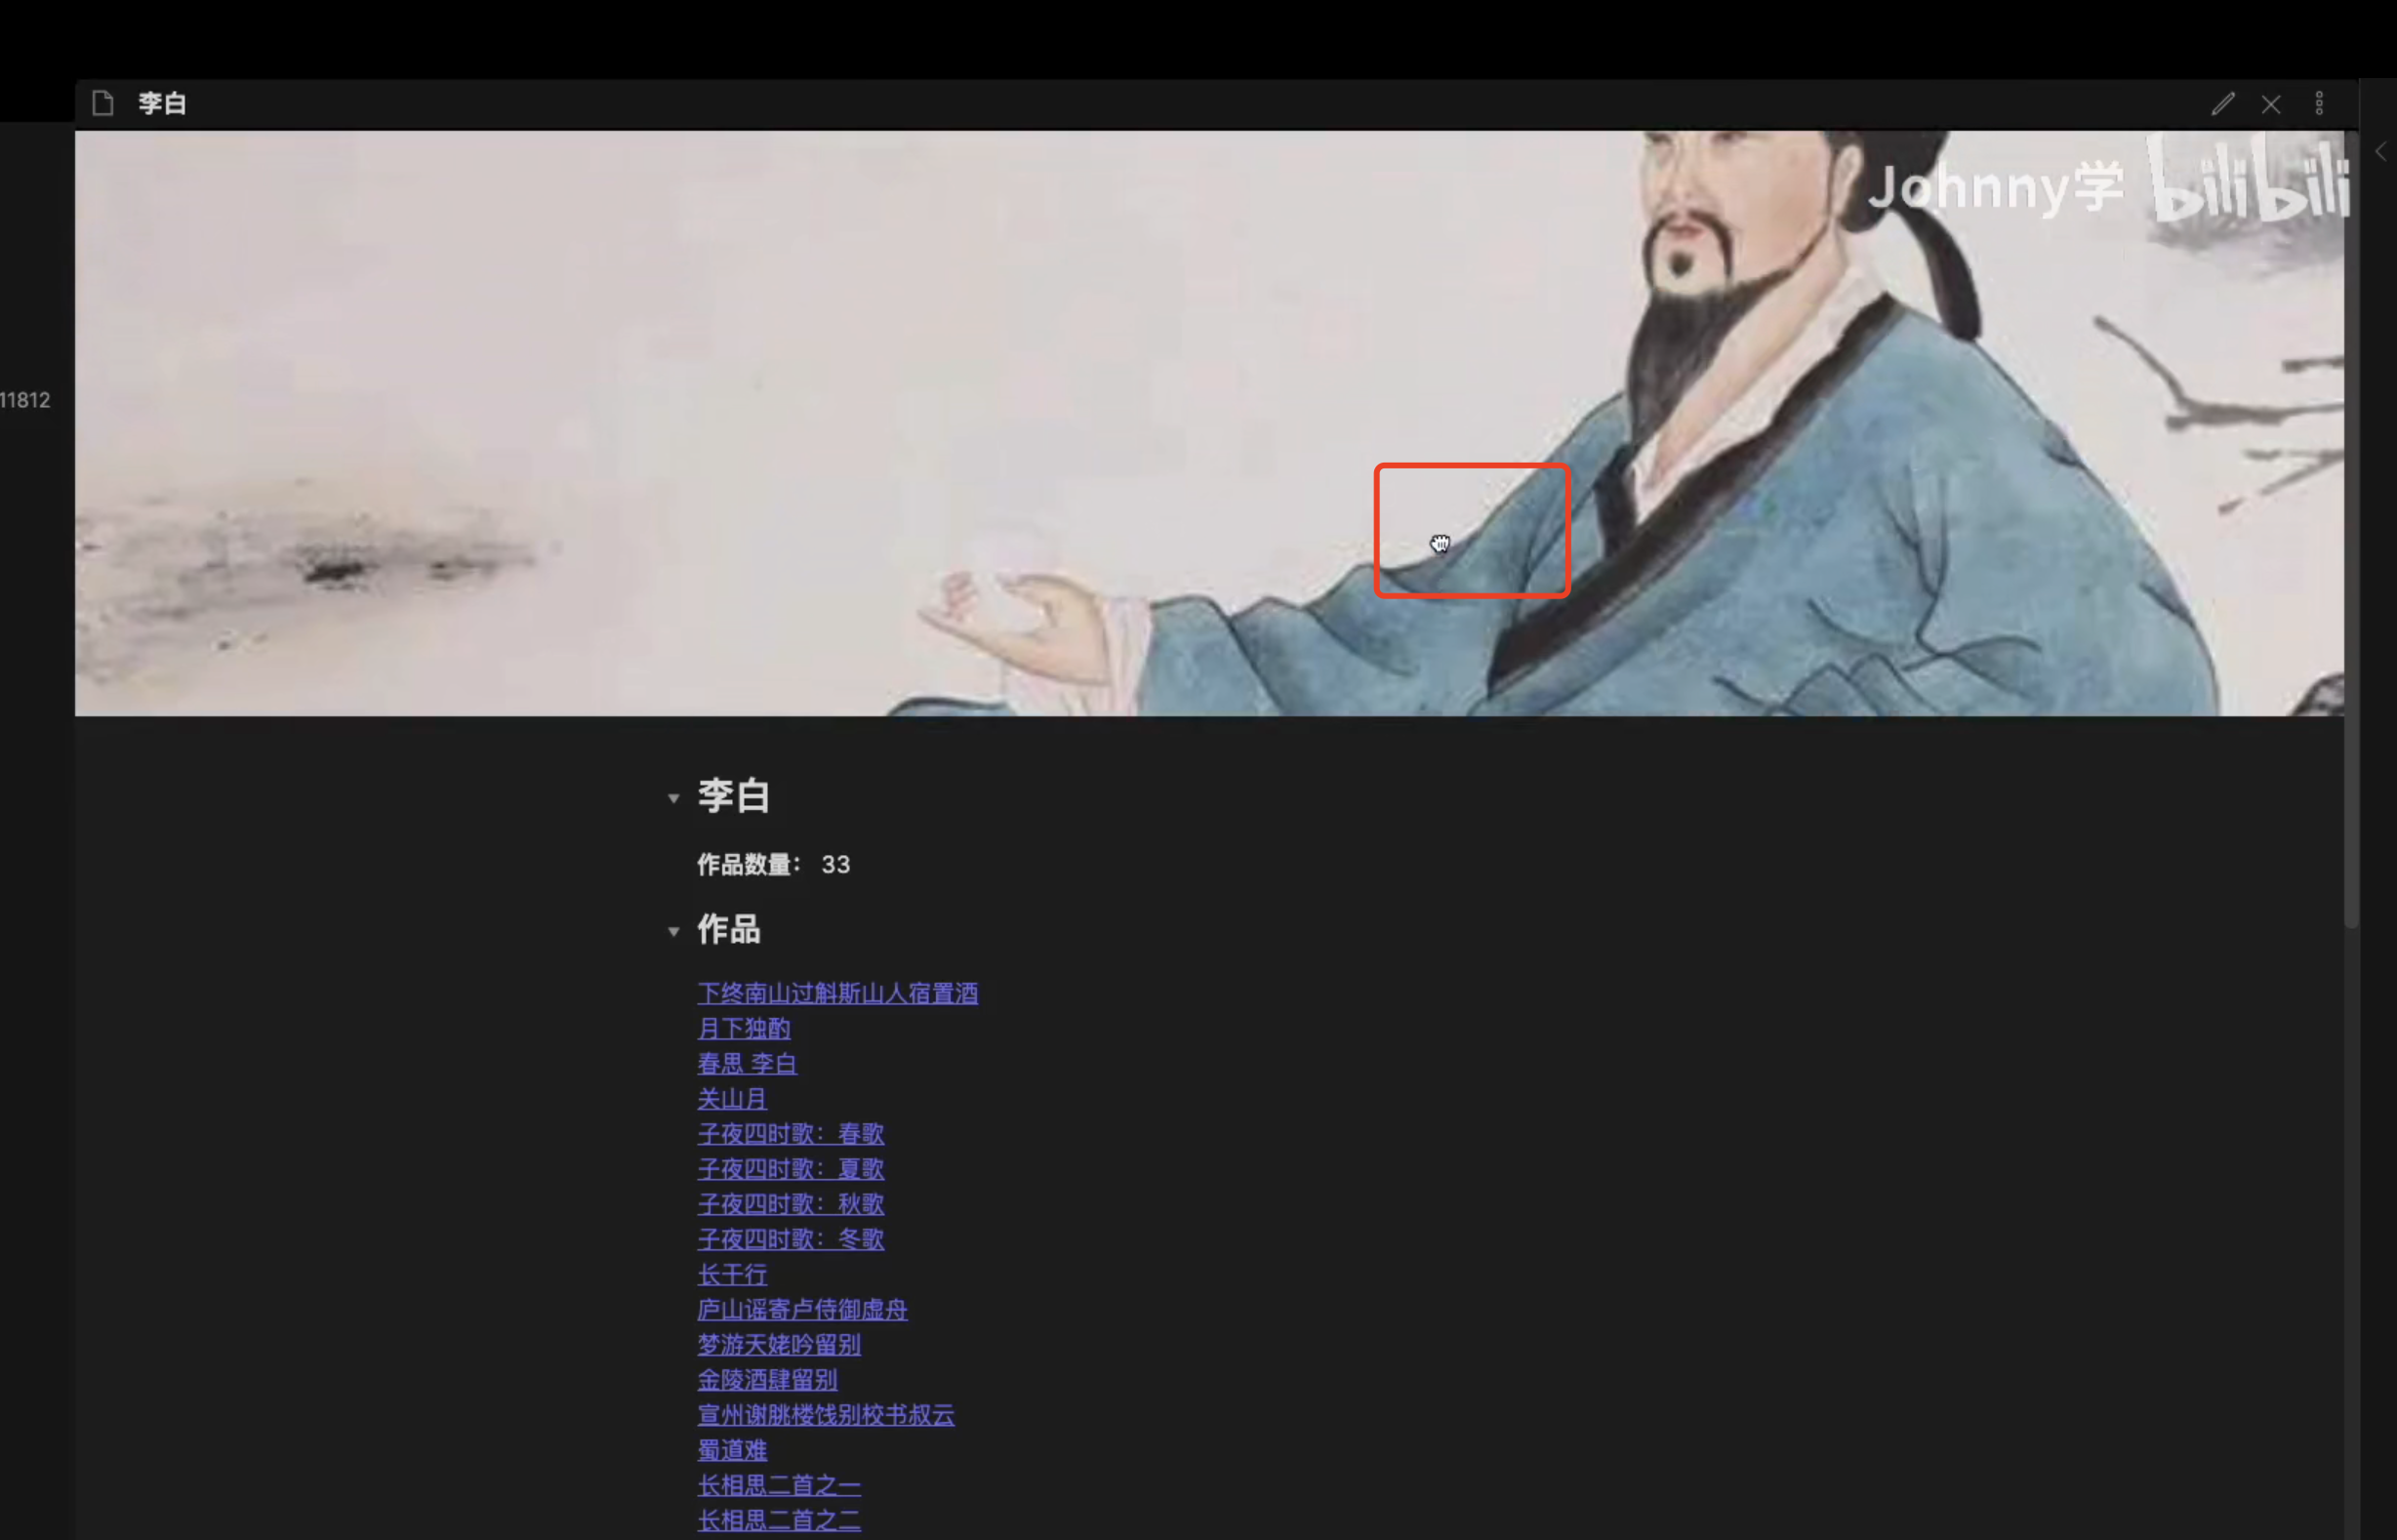 李白
Johnny学 bilibili
11812
李白
作品数量： 33
作品
下终南山过斛斯山人宿置酒
月下独酌
春思 李白
关山月
子夜四时歌：春歌
子夜四时歌：夏歌
子夜四时歌：秋歌
子夜四时歌：冬歌
长干行
庐山谣寄卢侍御虚舟
梦游天姥吟留别
金陵酒肆留别
宣州谢朓楼饯别校书叔云
蜀道难
长相思二首之一
长相思二首之二